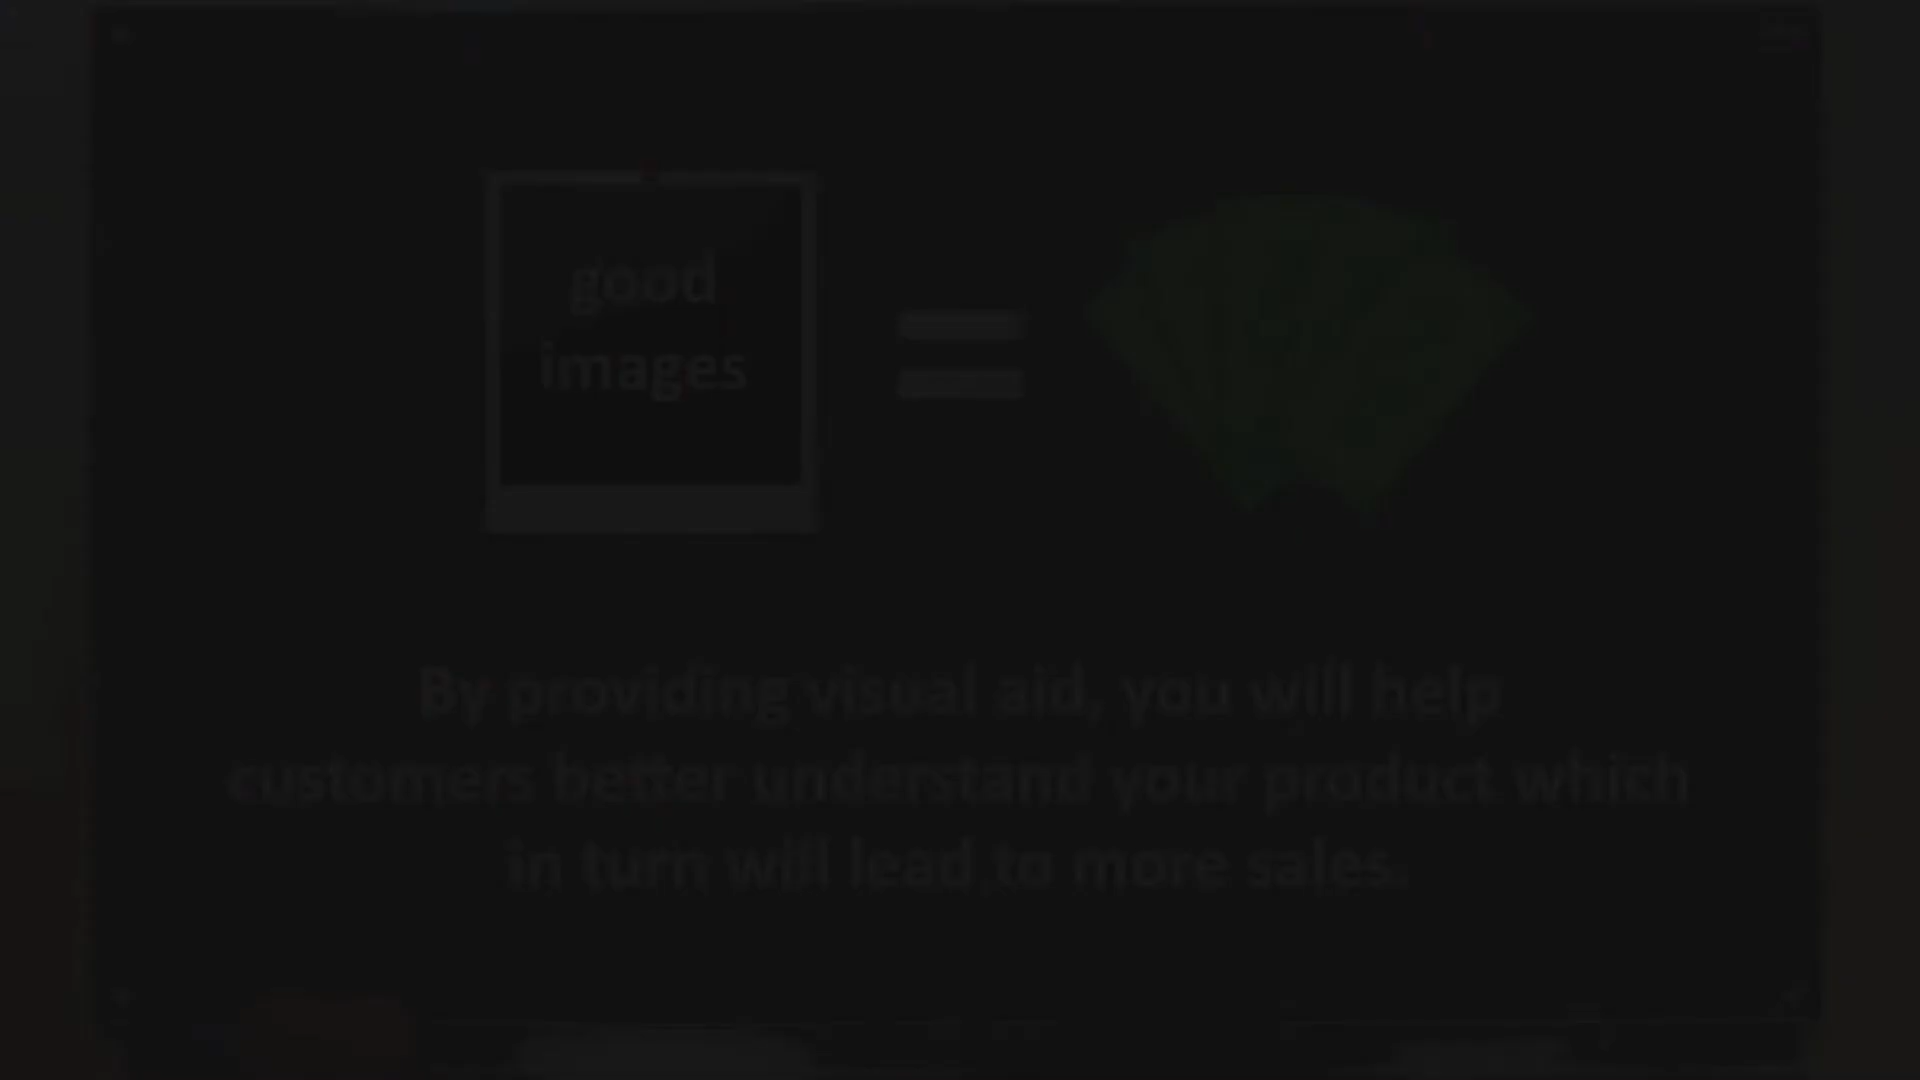 good
images
By providing visual aid, you will help
customers better understand your product which
in turn will lead to more sales.